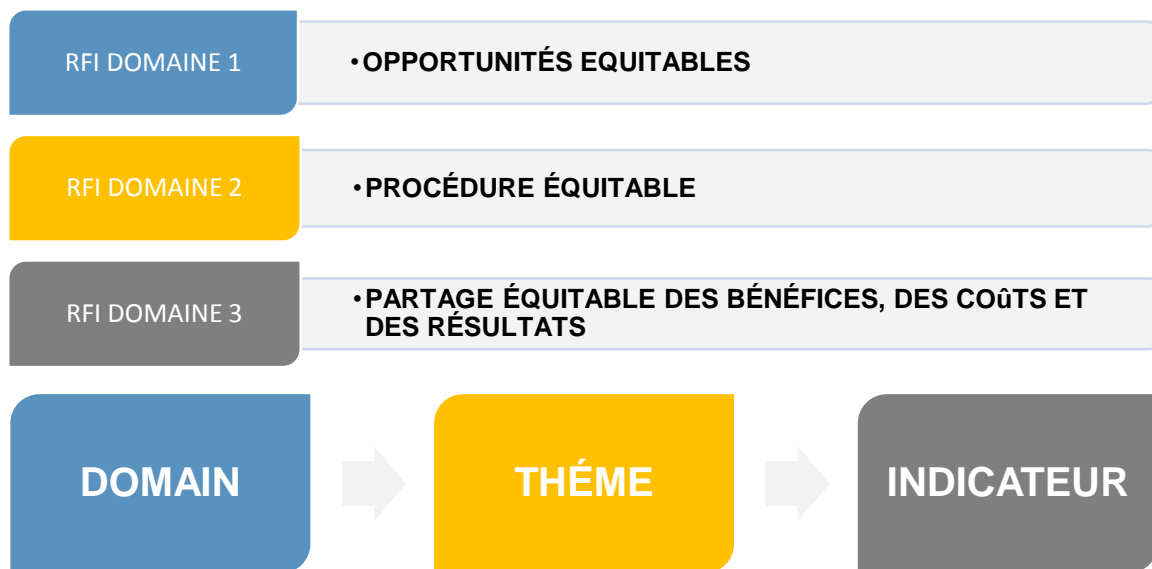 RFI DOMAINE 1
•OPPORTUNITÉS EQUITABLES
RFI DOMAINE 2
•PROCÉDURE ÉQUITABLE
RFI DOMAINE 3
•PARTAGE ÉQUITABLE DES BÉNÉFICES, DES COûTS ET
DES RÉSULTATS
DOMAIN
THÉME
INDICATEUR